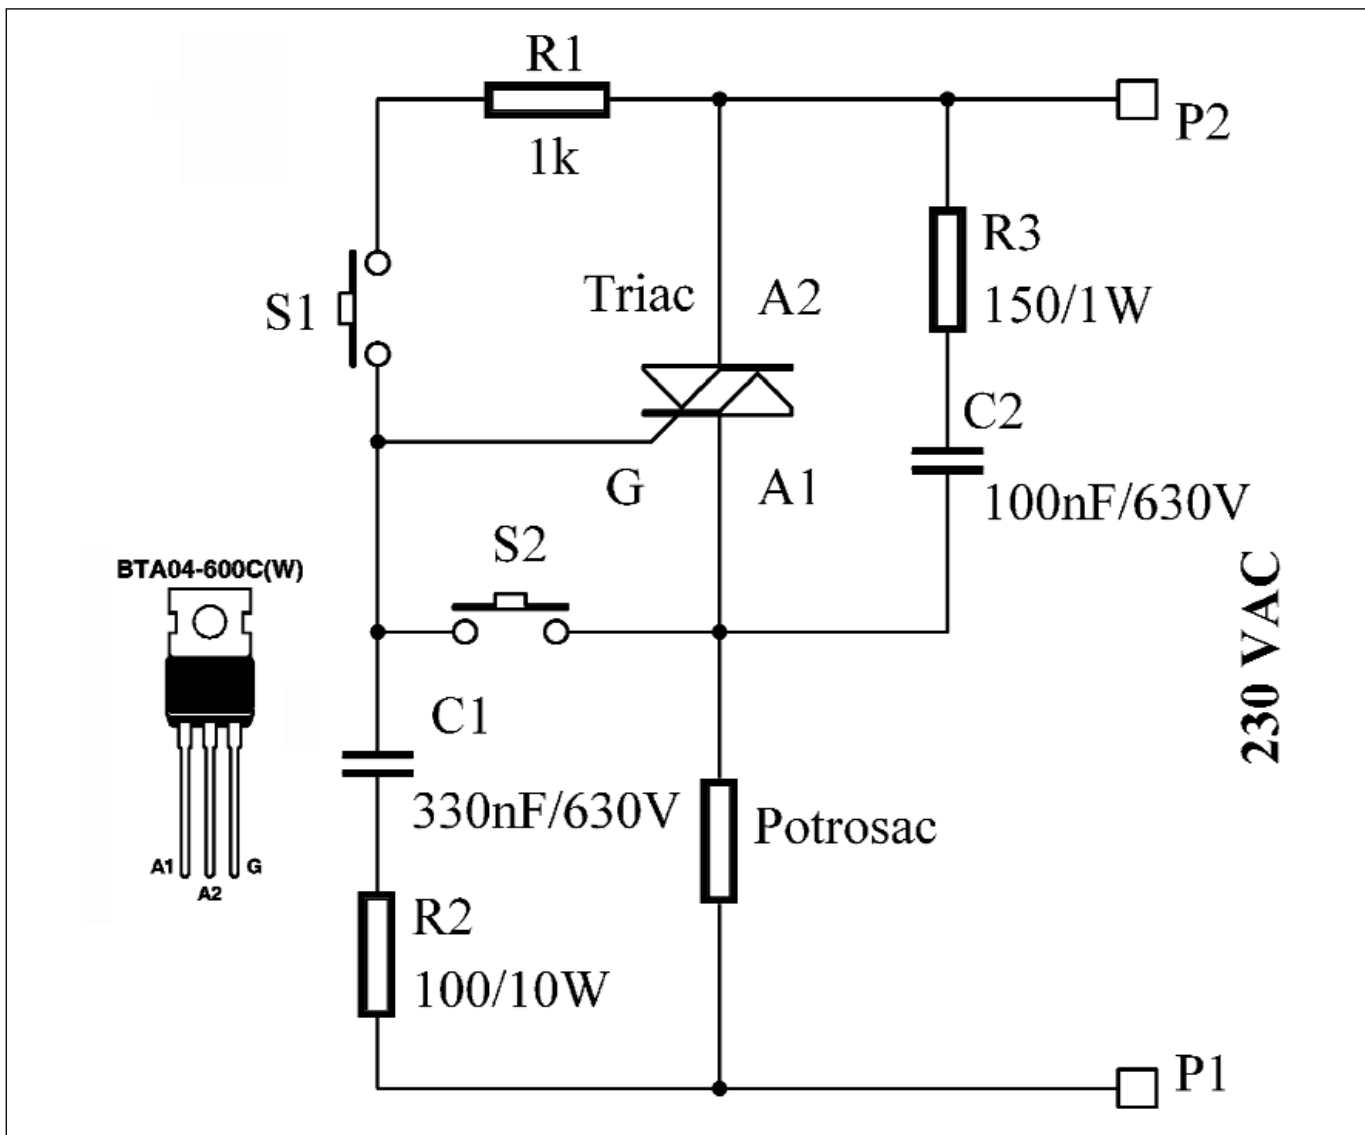 R1
1k
P2
R3
150/1W
S1
Triac
A2
C2
100nF/630V
G
A1
S2
BTA04-600C(W)
A1
A2
G
C1
330nF/630V
Potrosac
230 VAC
R2
100/10W
P1